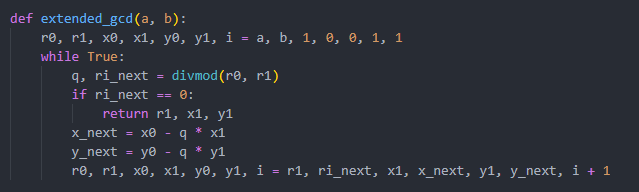 def extended_gcd(a, b):
    r0, r1, x0, x1, y0, y1, i = a, b, 1, 0, 0, 1, 1
    while True:
        q, ri_next = divmod(r0, r1)
        if ri_next == 0:
            return r1, x1, y1
        x_next = x0 - q * x1
        y_next = y0 - q * y1
        r0, r1, x0, x1, y0, y1, i = r1, ri_next, x1, x_next, y1, y_next, i + 1